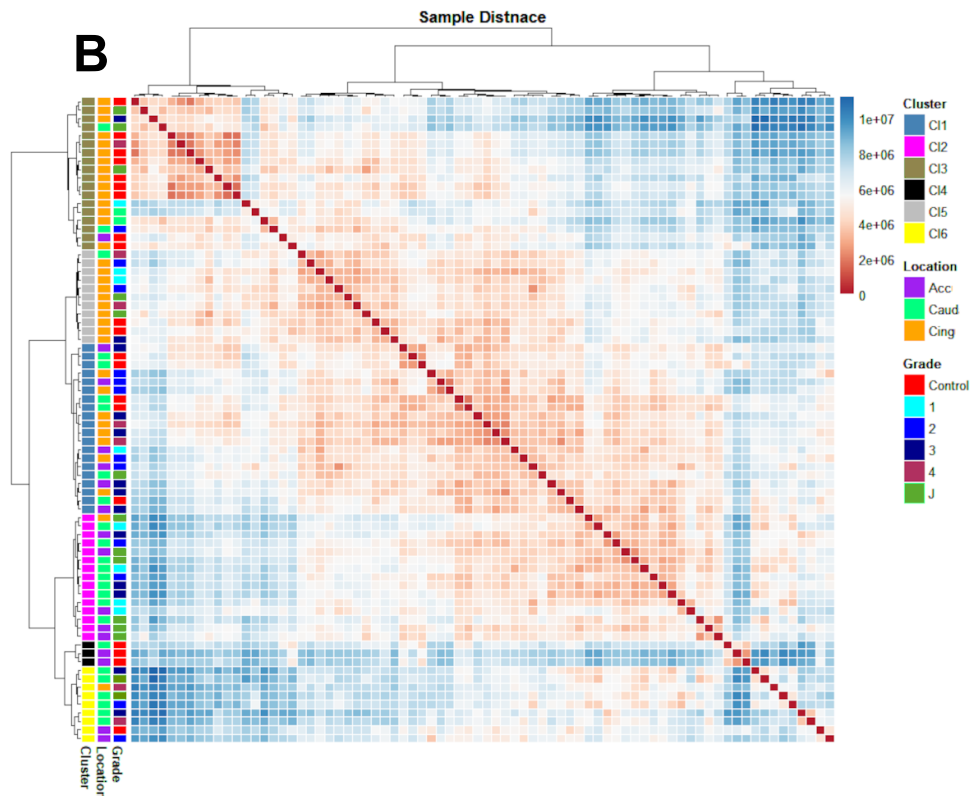 Sample Distnace
B
Cluster
Cl1
Cl2
Cl3
Cl4
Cl5
Cl6
1e+07
8e+06
6e+06
4e+06
2e+06
0
Location
Acc
Caud
Cing
Grade
Control
1
2
3
4
J
Cluster
Location
Grade